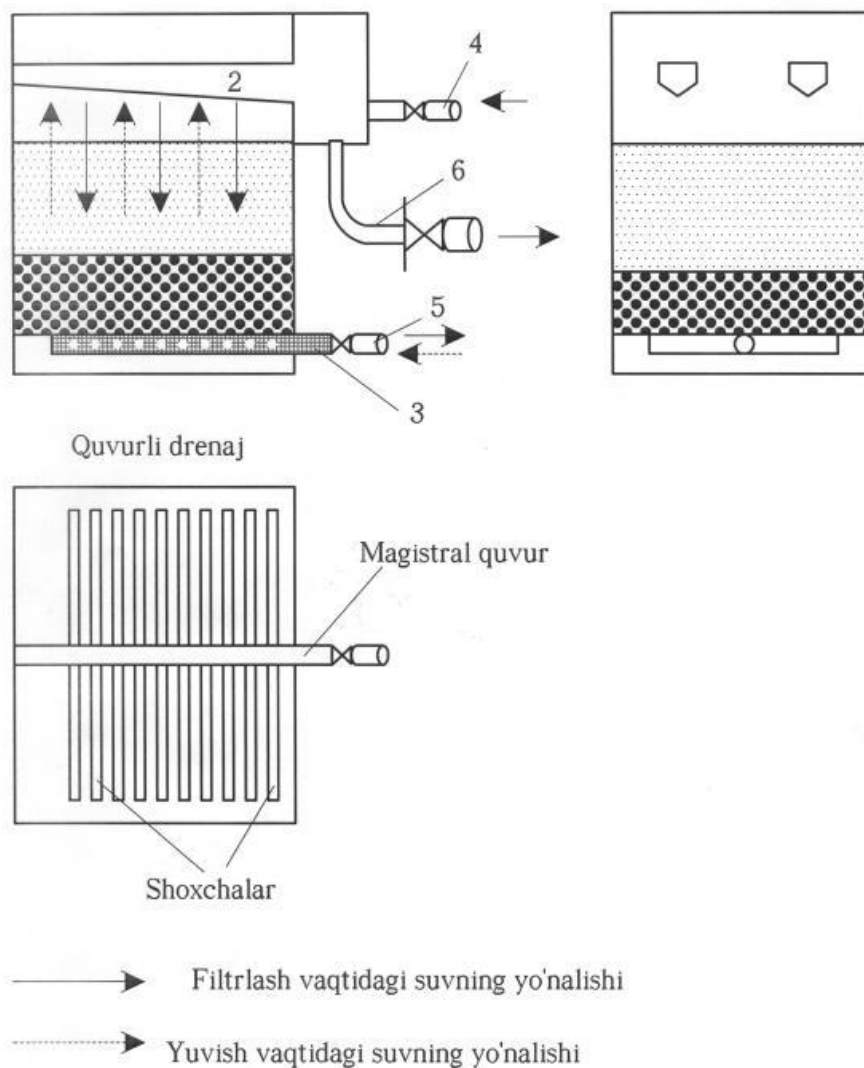 4
2
6
5
3
Quvurli drenaj
Magistral quvur
Shoxchalar
Filtrlash vaqtidagi suvning yo'nalishi
Yuvish vaqtidagi suvning yo'nalishi